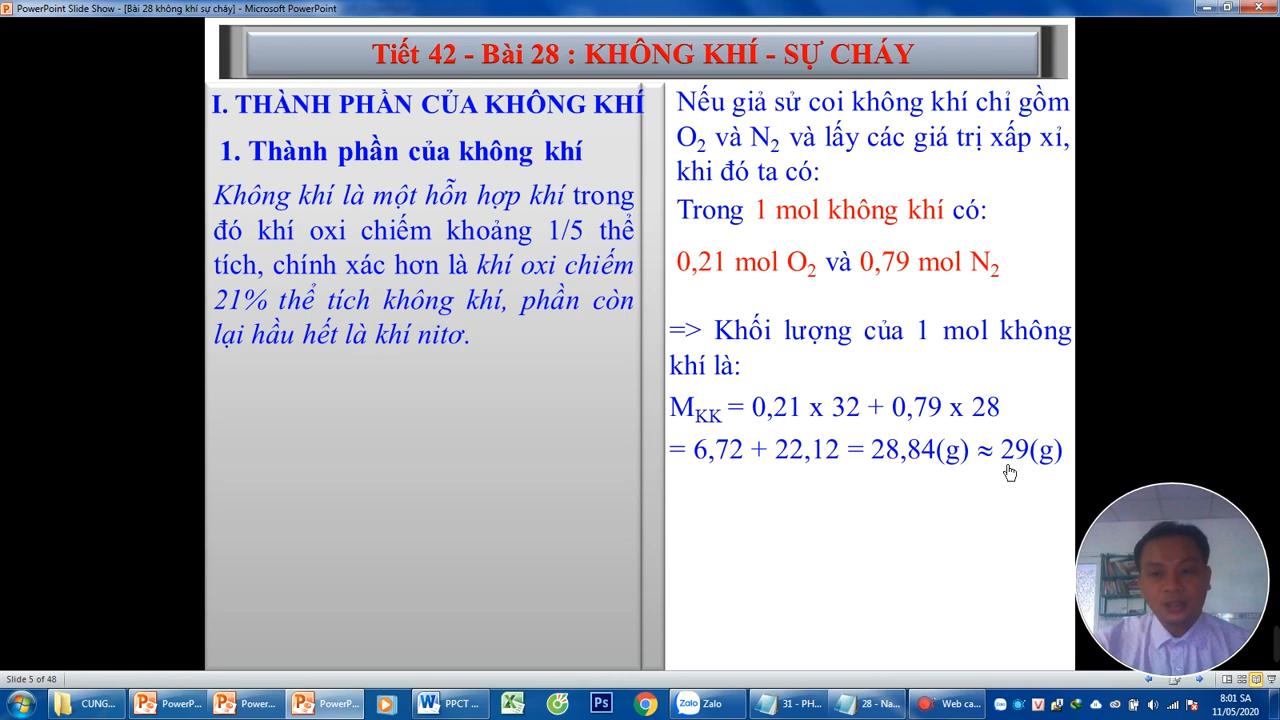 PowerPoint Slide Show - [Bài 28 không khí sự cháy] - Microsoft PowerPoint
Tiết 42 - Bài 28 : KHÔNG KHÍ - SỰ CHÁY
I. THÀNH PHẦN CỦA KHÔNG KHÍ
1. Thành phần của không khí
Không khí là một hỗn hợp khí trong
đó khí oxi chiếm khoảng 1/5 thể
tích, chính xác hơn là khí oxi chiếm
21% thể tích không khí, phần còn
lại hầu hết là khí nitơ.
Nếu giả sử coi không khí chỉ gồm
O₂ và N₂ và lấy các giá trị xấp xỉ,
khi đó ta có:
Trong 1 mol không khí có:
0,21 mol O₂ và 0,79 mol N₂
=> Khối lượng của 1 mol không
khí là:
M_KK = 0,21 x 32 + 0,79 x 28
= 6,72 + 22,12 = 28,84(g) ≈ 29(g)
Slide 5 of 48
CUNG...
PowerP...
Power...
PowerP...
PPCT ...
Ps
Zalo
Zalo
31 - PH...
28 - Na...
Web ca...
Zalo
V
8:01 SA
11/05/2020